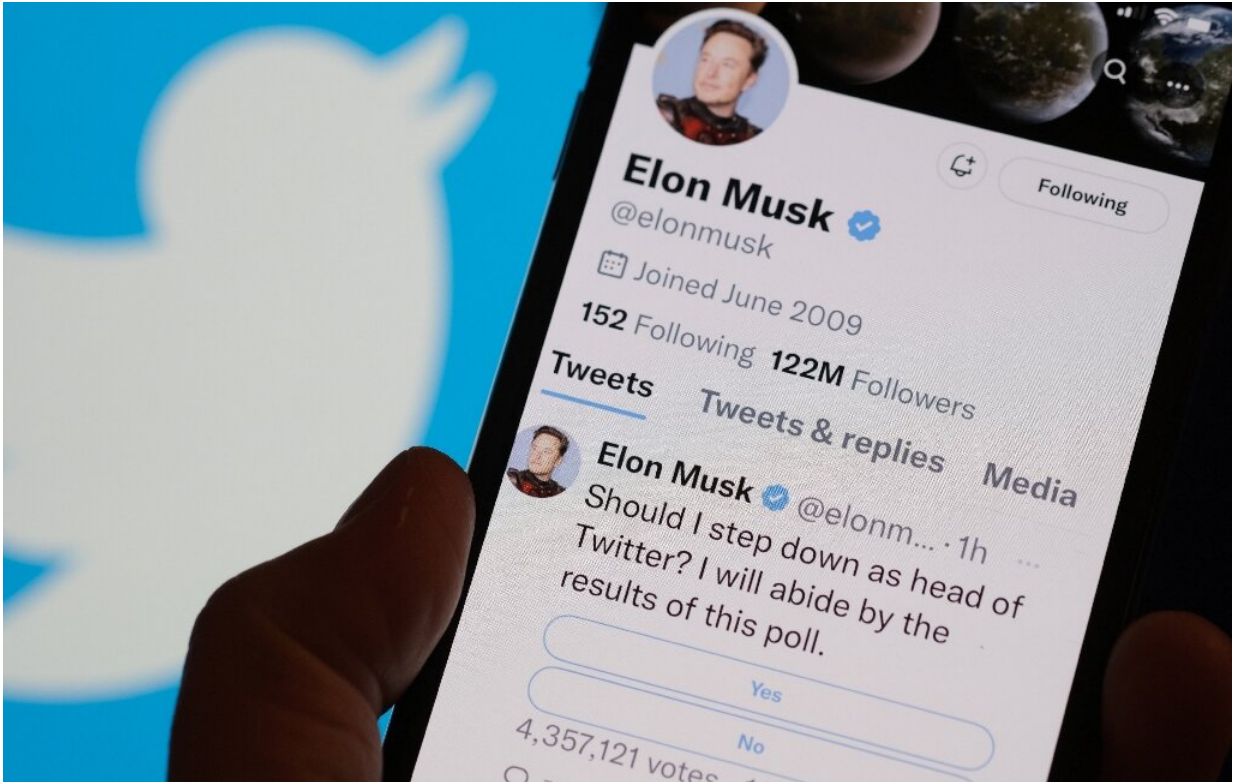 Following
Elon Musk
@elonmusk
Joined June 2009
152 Following 122M Followers
Tweets Tweets & replies Media
Elon Musk @elonm... · 1h ...
Should I step down as head of
Twitter? I will abide by the
results of this poll.
Yes
No
4,357,121 votes